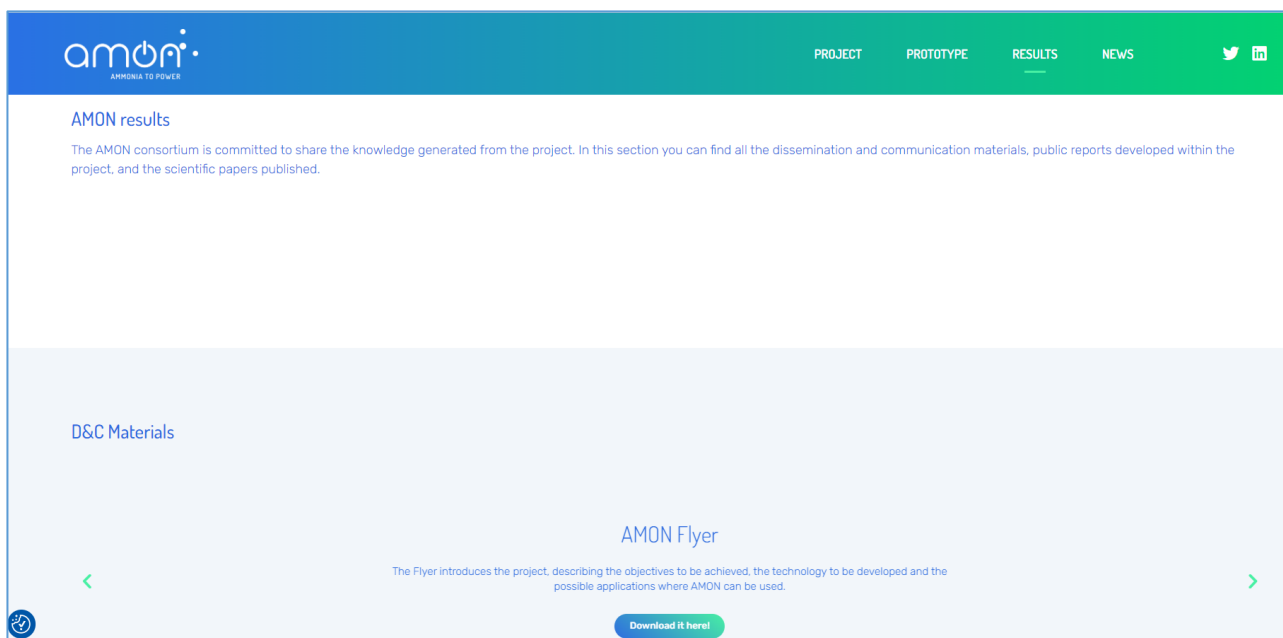 amon
AMMONIA TO POWER
PROJECT
PROTOTYPE
RESULTS
NEWS
in
AMON results
The AMON consortium is committed to share the knowledge generated from the project. In this section you can find all the dissemination and communication materials, public reports developed within the
project, and the scientific papers published.
D&C Materials
AMON Flyer
The Flyer introduces the project, describing the objectives to be achieved, the technology to be developed and the
possible applications where AMON can be used.
Download it here!